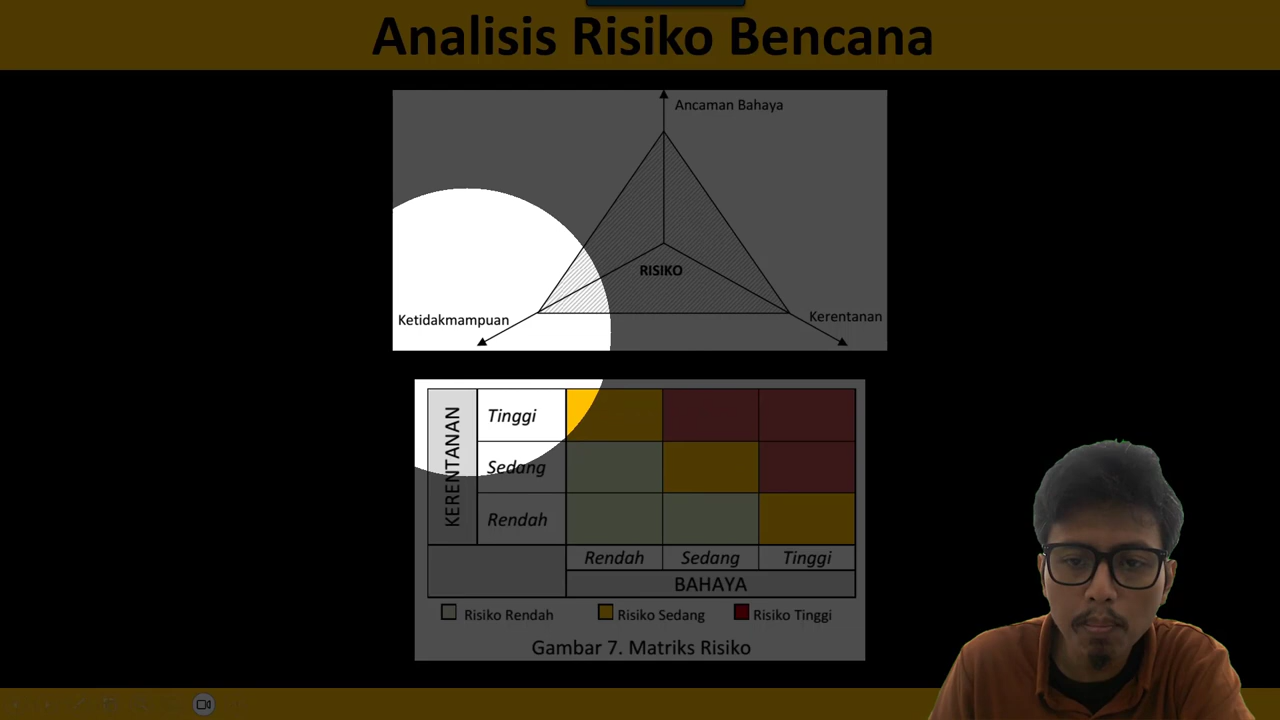 Analisis Risiko Bencana
Ancaman Bahaya
RISIKO
Ketidakmampuan
Kerentanan
KERENTANAN
Tinggi
Sedang
Rendah
Rendah Sedang Tinggi
BAHAYA
Risiko Rendah Risiko Sedang Risiko Tinggi
Gambar 7. Matriks Risiko